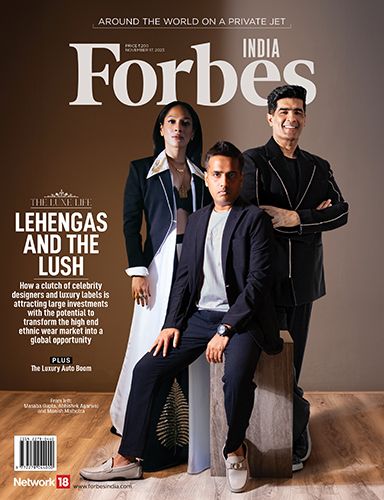 AROUND THE WORLD ON A PRIVATE JET
PRICE ₹200
NOVEMBER 17, 2023
Forbes
INDIA
THE LUXE LIFE
LEHENGAS
AND THE
LUSH
How a clutch of celebrity
designers and luxury labels is
attracting large investments
with the potential to
transform the high end
ethnic wear market into a
global opportunity
PLUS
The Luxury Auto Boom
From left:
Masaba Gupta, Abhishek Agarwal
and Manish Malhotra
Network 18
www.forbesindia.com